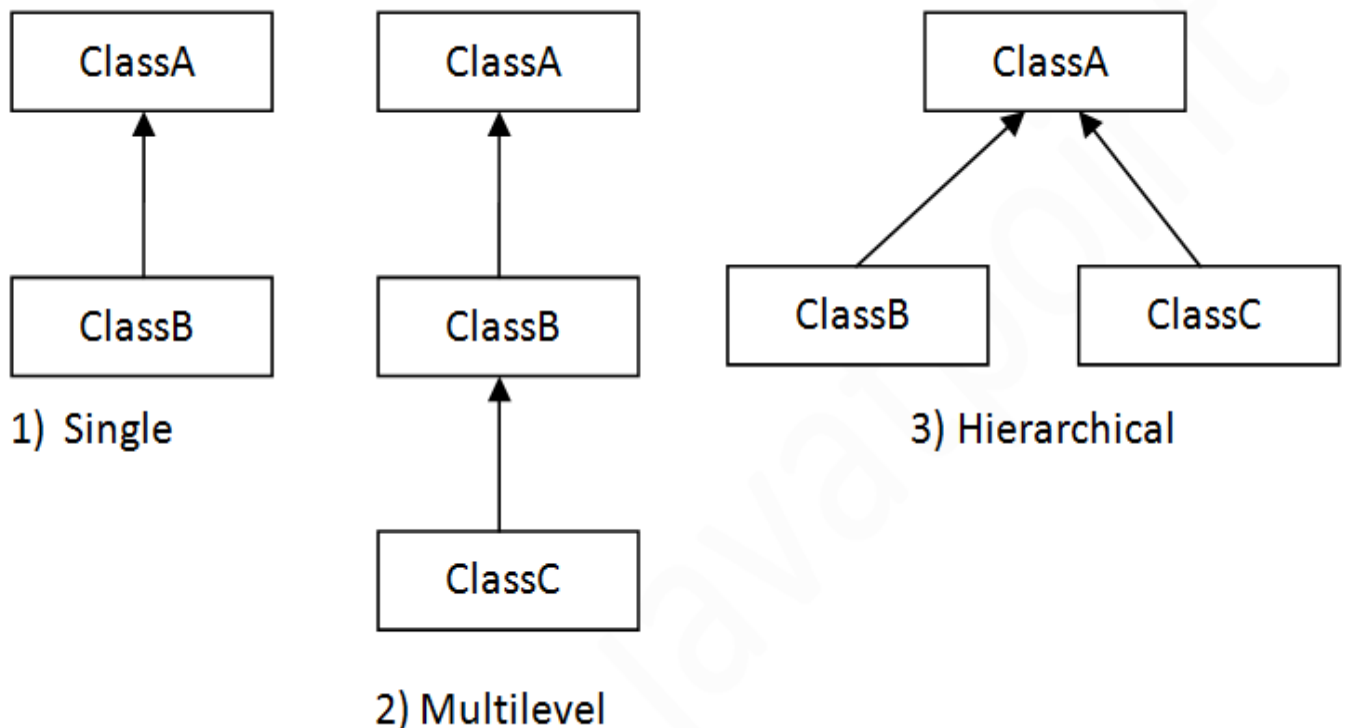 ClassA
ClassB
1) Single
ClassA
ClassB
ClassC
2) Multilevel
ClassA
ClassB
ClassC
3) Hierarchical